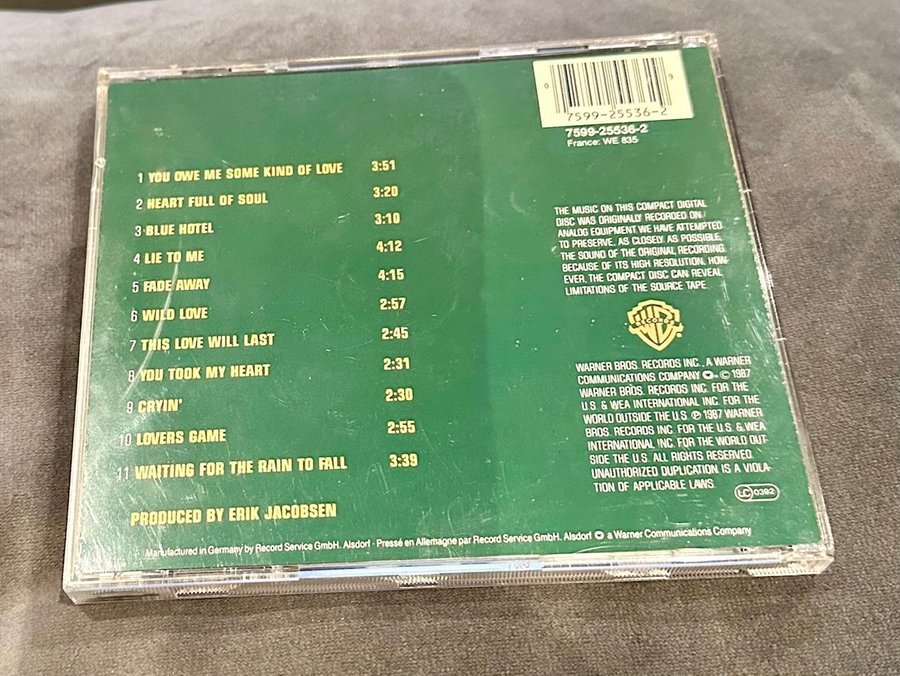 1 YOU OWE ME SOME KIND OF LOVE 3:51
2 HEART FULL OF SOUL 3:20
3 BLUE HOTEL 3:10
4 LIE TO ME 4:12
5 FADE AWAY 4:15
6 WILD LOVE 2:57
7 THIS LOVE WILL LAST 2:45
8 YOU TOOK MY HEART 2:31
9 CRYIN' 2:30
10 LOVERS GAME 2:55
11 WAITING FOR THE RAIN TO FALL 3:39
PRODUCED BY ERIK JACOBSEN
7599-25536-2
7599-25536-2
France: WE 835
THE MUSIC ON THIS COMPACT DIGITAL
DISC WAS ORIGINALLY RECORDED ON
ANALOG EQUIPMENT. WE HAVE ATTEMPTED
TO PRESERVE, AS CLOSELY AS POSSIBLE,
THE SOUND OF THE ORIGINAL RECORDING.
BECAUSE OF ITS HIGH RESOLUTION, HOW-
EVER, THE COMPACT DISC CAN REVEAL
LIMITATIONS OF THE SOURCE TAPE.
RECORDS
WARNER BROS. RECORDS INC., A WARNER
COMMUNICATIONS COMPANY © 1987
WARNER BROS. RECORDS INC. FOR THE
U.S. & WEA INTERNATIONAL INC. FOR THE
WORLD OUTSIDE THE U.S. ℗ 1987 WARNER
BROS. RECORDS INC. FOR THE U.S. & WEA
INTERNATIONAL INC. FOR THE WORLD OUT-
SIDE THE U.S. ALL RIGHTS RESERVED.
UNAUTHORIZED DUPLICATION IS A VIOLA-
TION OF APPLICABLE LAWS.
LC 0392
Manufactured in Germany by Record Service GmbH. Alsdorf · Pressé en Allemagne par Record Service GmbH. Alsdorf a Warner Communications Company